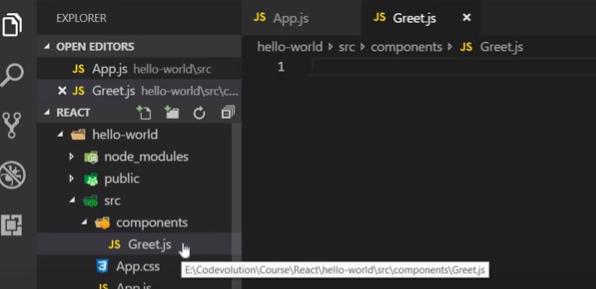 EXPLORER
OPEN EDITORS
JS App.js hello-world\src
JS Greet.js hello-world\src\c...
REACT
hello-world
node_modules
public
src
components
JS Greet.js
App.css
JS App.js
JS App.js
JS Greet.js
hello-world src components JS Greet.js
1
E:\Codevolution\Course\React\hello-world\src\components\Greet.js